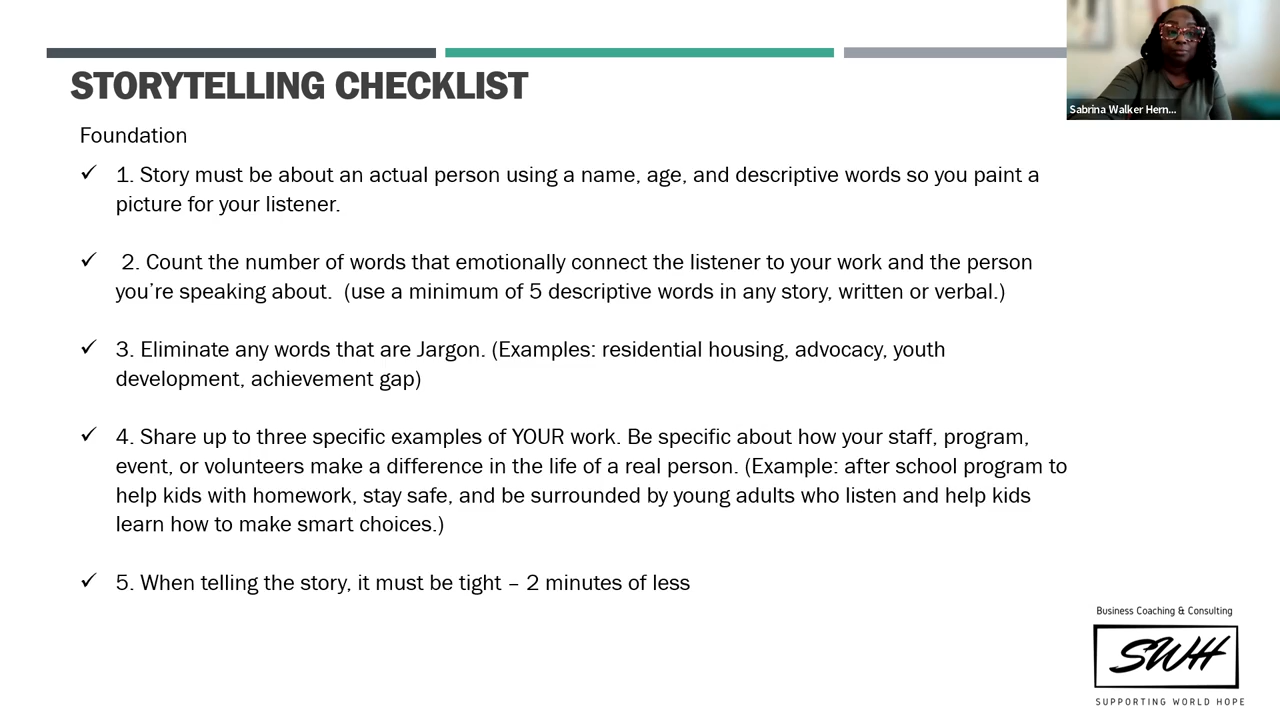 STORYTELLING CHECKLIST
Sabrina Walker Hern...
Foundation
✓ 1. Story must be about an actual person using a name, age, and descriptive words so you paint a
picture for your listener.
✓ 2. Count the number of words that emotionally connect the listener to your work and the person
you’re speaking about. (use a minimum of 5 descriptive words in any story, written or verbal.)
✓ 3. Eliminate any words that are Jargon. (Examples: residential housing, advocacy, youth
development, achievement gap)
✓ 4. Share up to three specific examples of YOUR work. Be specific about how your staff, program,
event, or volunteers make a difference in the life of a real person. (Example: after school program to
help kids with homework, stay safe, and be surrounded by young adults who listen and help kids
learn how to make smart choices.)
✓ 5. When telling the story, it must be tight – 2 minutes of less
Business Coaching & Consulting
SWH
SUPPORTING WORLD HOPE